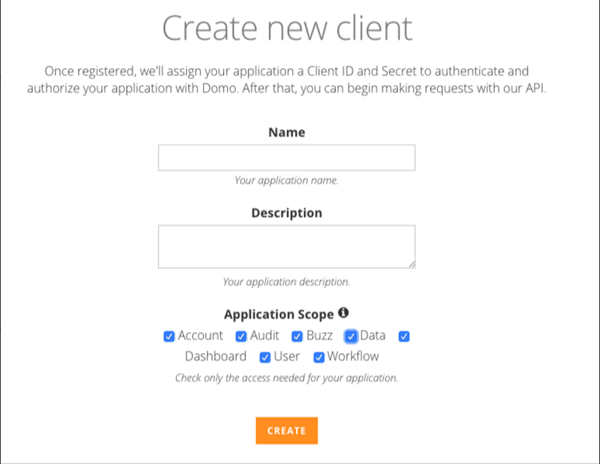 Create new client
Once registered, we'll assign your application a Client ID and Secret to authenticate and
authorize your application with Domo. After that, you can begin making requests with our API.
Name
Your application name.
Description
Your application description.
Application Scope
Account Audit Buzz Data
Dashboard User Workflow
Check only the access needed for your application.
CREATE